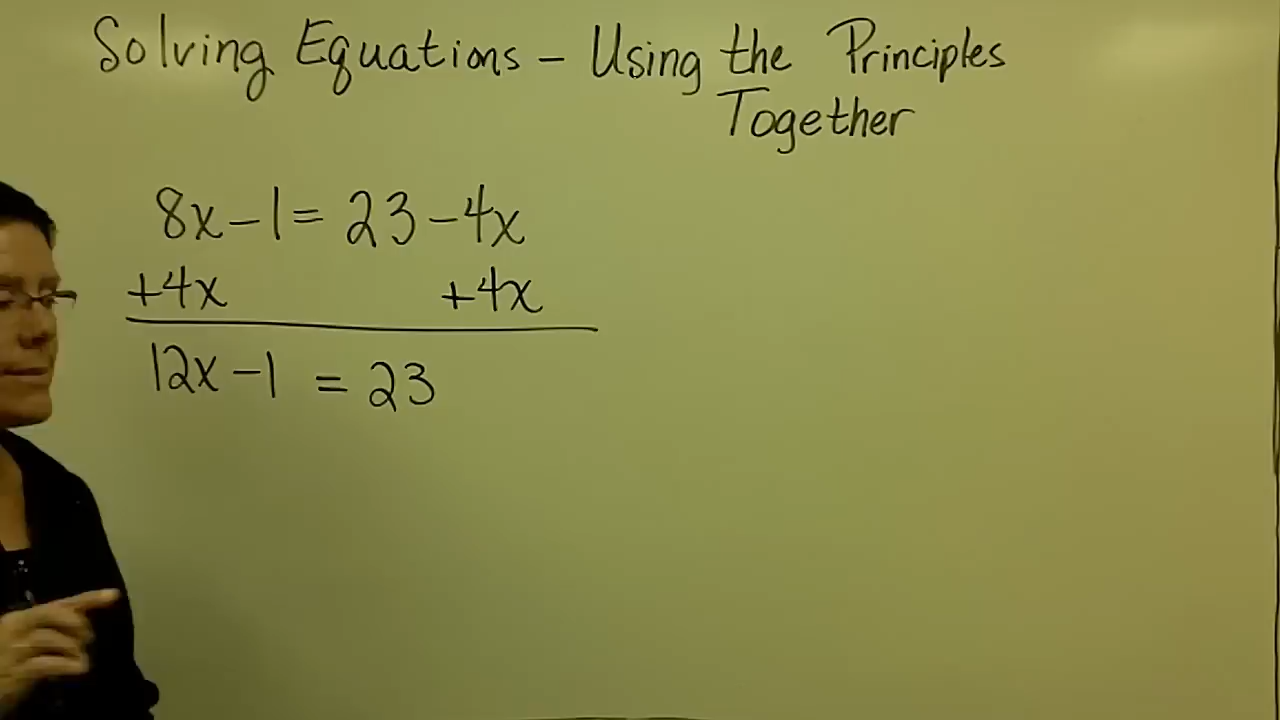 Solving Equations - Using the Principles
Together
8x - 1 = 23 - 4x
+4x +4x
12x - 1 = 23